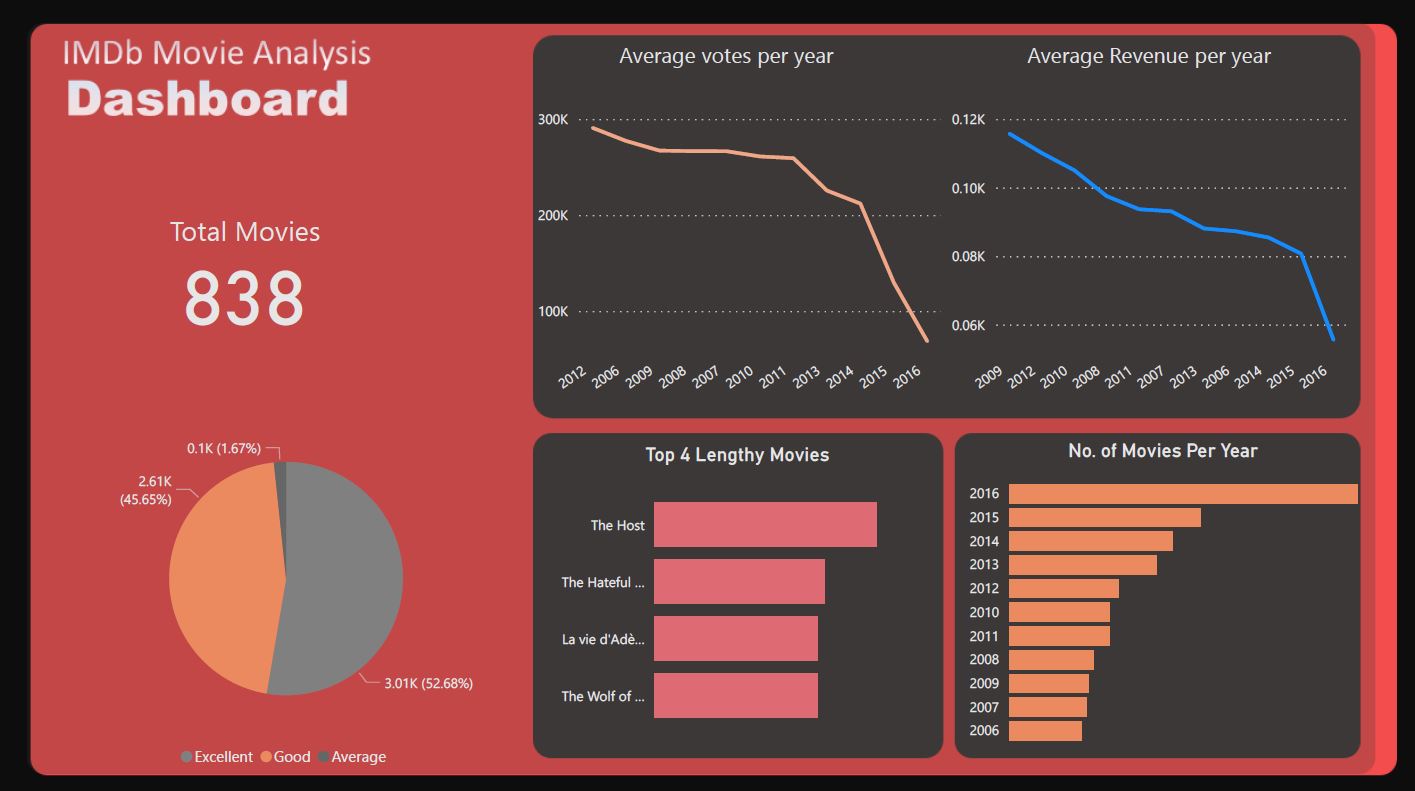 IMDb Movie Analysis
Dashboard
Total Movies
838
0.1K (1.67%)
2.61K
(45.65%)
3.01K (52.68%)
Excellent Good Average
Average votes per year
300K
200K
100K
2012 2006 2009 2008 2007 2010 2011 2013 2014 2015 2016
Average Revenue per year
0.12K
0.10K
0.08K
0.06K
2009 2012 2010 2008 2011 2007 2013 2006 2014 2015 2016
Top 4 Lengthy Movies
The Host
The Hateful ...
La vie d'Adè...
The Wolf of ...
No. of Movies Per Year
2016
2015
2014
2013
2012
2010
2011
2008
2009
2007
2006